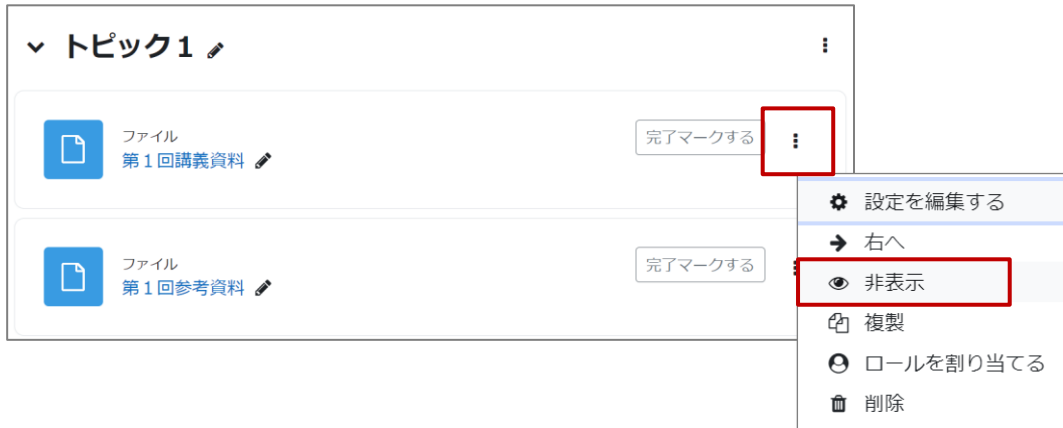 トピック１
ファイル
第１回講義資料
完了マークする
ファイル
第１回参考資料
完了マークする
設定を編集する
右へ
非表示
複製
ロールを割り当てる
削除